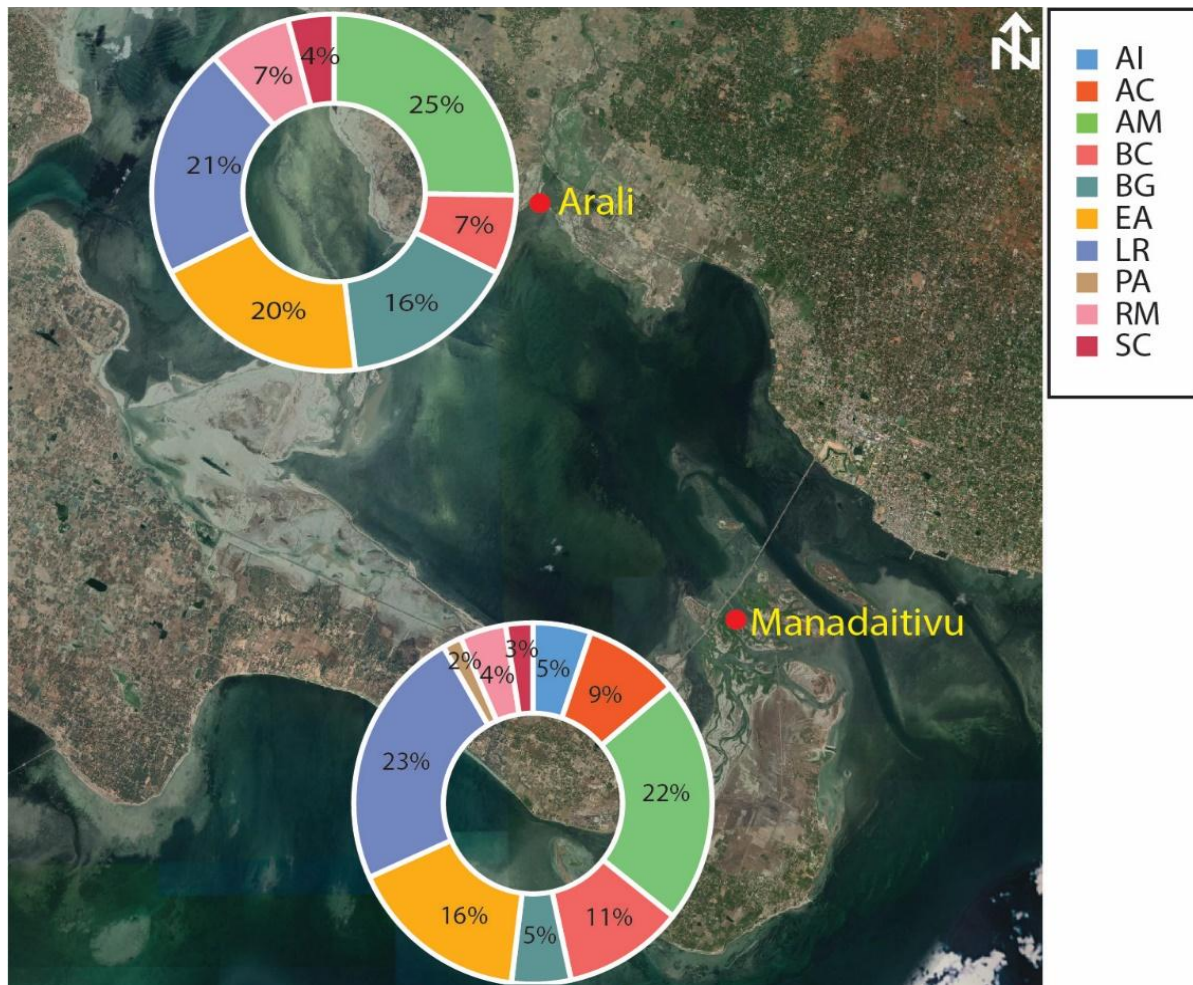 4%
7%
25%
21%
7%
16%
20%
N
Arali
Manadaitivu
3%
5%
2%
4%
9%
23%
22%
16%
11%
5%
AI
AC
AM
BC
BG
EA
LR
PA
RM
SC